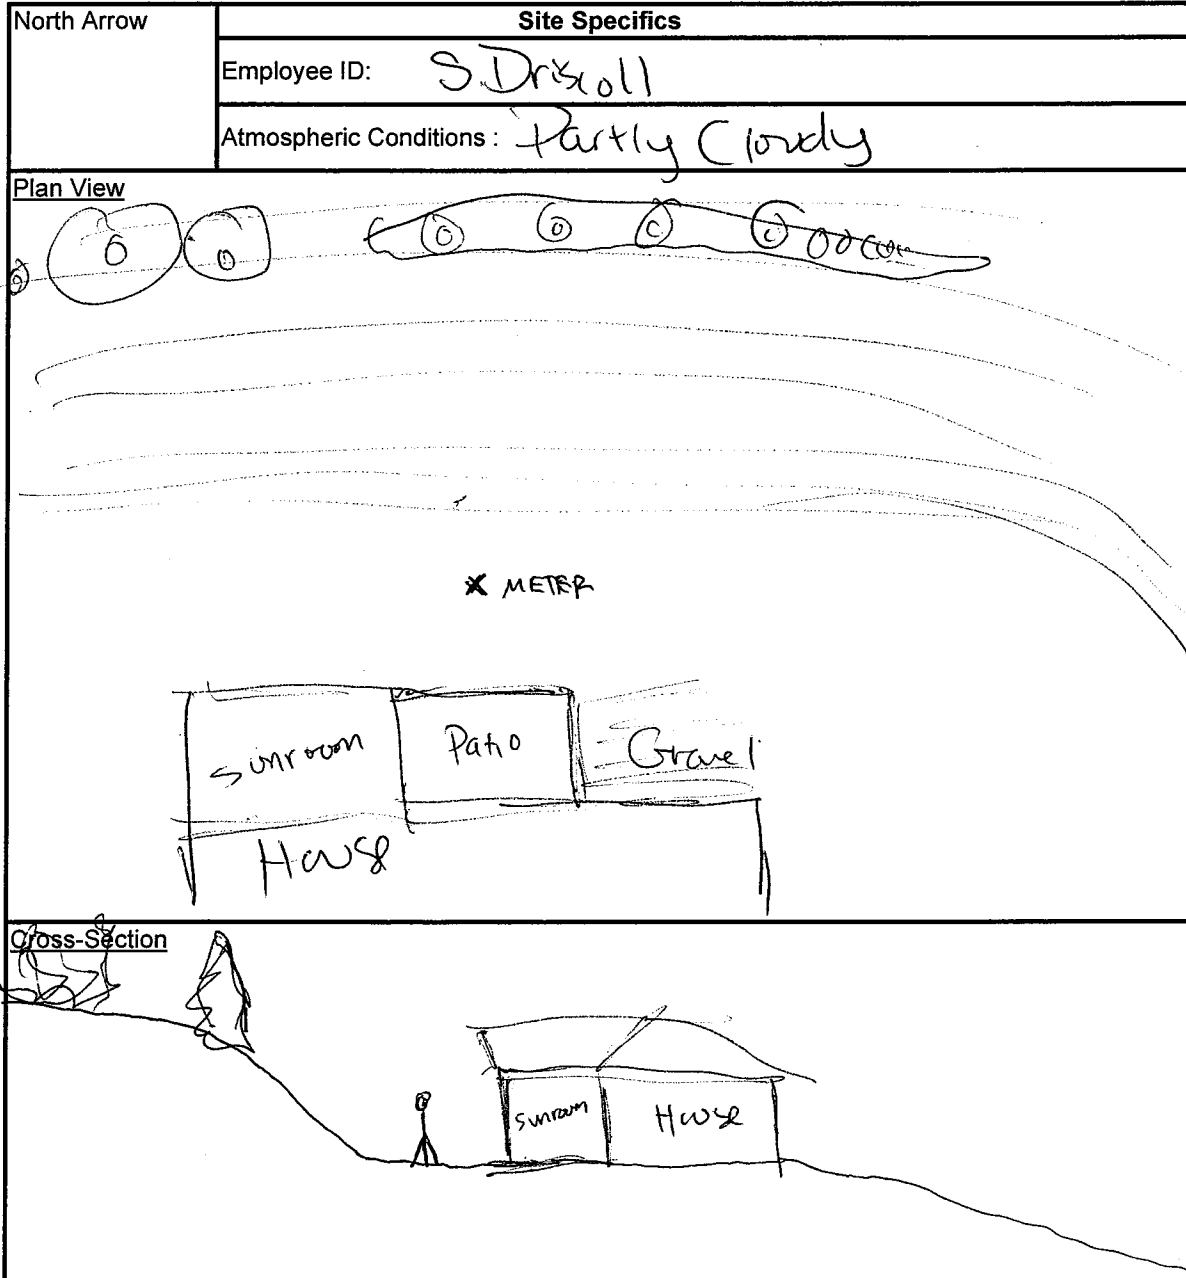 North Arrow
Site Specifics
Employee ID: S. Driscoll
Atmospheric Conditions : Partly Cloudy
Plan View
X METER
Sunroom
Patio
Gravel
House
Cross-Section
Sunroom
House